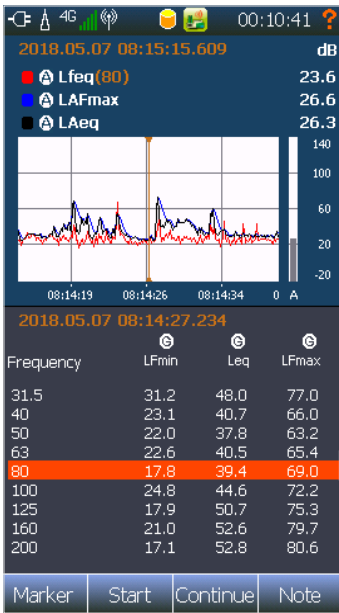 4G 00:10:41 ?
2018.05.07 08:15:15.609 dB
A Lfeq(80) 23.6
A LAFmax 26.6
A LAeq 26.3
140
100
60
20
-20
08:14:19 08:14:26 08:14:34 0 A
2018.05.07 08:14:27.234
G G
Frequency LFmin Leq LFmax
31.5 31.2 48.0 77.0
40 23.1 40.7 66.0
50 22.0 37.8 63.2
63 22.6 40.5 65.4
80 17.8 39.4 69.0
100 24.8 44.6 72.2
125 17.9 50.7 75.3
160 21.0 52.6 79.7
200 17.1 52.8 80.6
Marker Start Continue Note